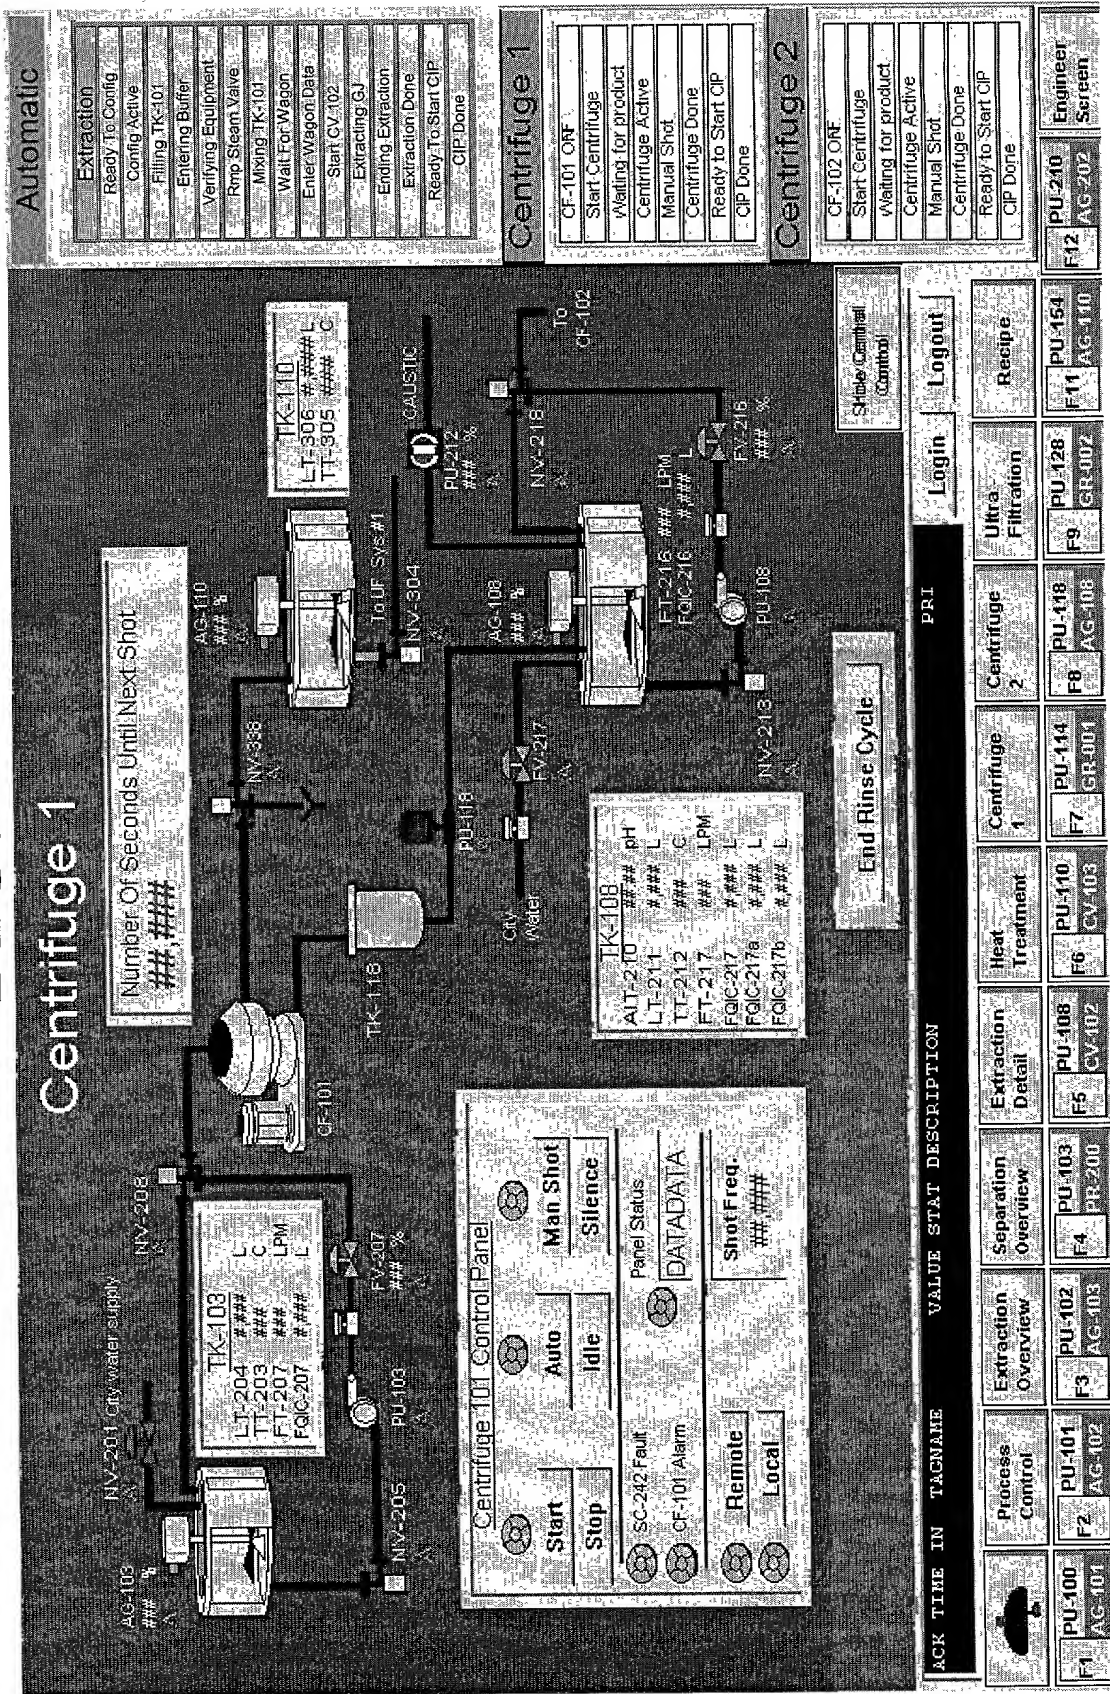 Centrifuge 1
Automatic
Extraction
Ready To Config
Config Active
Filling TK-101
Entering Buffer
Verifying Equipment
Rmp Steam Valve
Mixing TK-101
Wait For Wagon
Enter Wagon Data
Start CV-102
Extracting GJ
Ending Extraction
Extraction Done
Ready To Start CIP
CIP Done
Centrifuge 1
CF-101 Off
Start Centrifuge
Waiting for product
Centrifuge Active
Manual Shot
Centrifuge Done
Ready to Start CIP
CIP Done
Centrifuge 2
CF-102 Off
Start Centrifuge
Waiting for product
Centrifuge Active
Manual Shot
Centrifuge Done
Ready to Start CIP
CIP Done
Number Of Seconds Until Next Shot
##,###
NV-201 city water supply
AG-103
### %
NV-208
TK-103
LT-204 #,### L
TT-203 ### C
FT-207 ### LPM
FQIC-207 #,### L
NV-205
PU-103
FV-207
### %
CF-101
TK-118
NV-338
AG-110
### %
TK-110
LT-306 #,### L
TT-305 ### C
To UF Sys #1
NV-304
PU-118
City
Water
FV-217
AG-108
### %
CAUSTIC
PU-212
### %
NV-218
To
CF-102
FT-216 ### LPM
FQIC-216 #,### L
FV-216
### %
PU-108
NV-213
TK-108
AIT-210 ##.## pH
LT-211 #,### L
TT-212 ### C
FT-217 ### LPM
FQIC-217 #,### L
FQIC-217a #,### L
FQIC-217b #,### L
Centrifuge 101 Control Panel
Start
Auto
Man Shot
Stop
Idle
Silence
SC-242 Fault
CF-101 Alarm
Panel Status
DATADATA
Remote
Local
Shot Freq.
##,###
End Rinse Cycle
Control
ACK TIME IN TAGNAME VALUE STAT DESCRIPTION PRI
Login
Logout
Process
Control
Extraction
Overview
Separation
Overview
Extraction
Detail
Heat
Treatment
Centrifuge
1
Centrifuge
2
Ultra
Filtration
Recipe
F1 PU-100 AG-101
F2 PU-101 AG-102
F3 PU-102 AG-103
F4 PU-103 PR-200
F5 PU-108 CV-102
F6 PU-110 CV-103
F7 PU-114 GR-001
F8 PU-118 AG-108
F9 PU-128 GR-002
F11 PU-154 AG-110
F12 PU-210 AG-202
Engineer
Screen